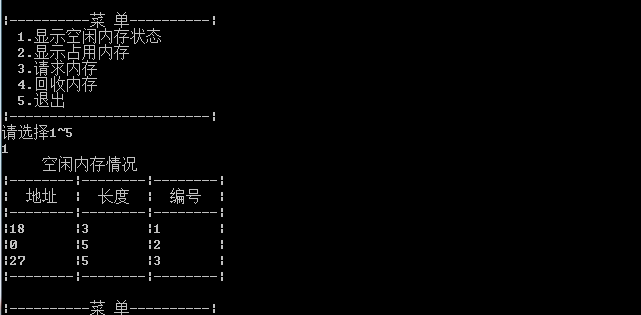 |----------菜 单----------|
1.显示空闲内存状态
2.显示占用内存
3.请求内存
4.回收内存
5.退出
|-------------------------|
请选择1~5
1
空闲内存情况
|--------|--------|--------|
| 地址 | 长度 | 编号 |
|--------|--------|--------|
|18 |3 |1 |
|0 |5 |2 |
|27 |5 |3 |
|--------|--------|--------|
|----------菜 单----------|